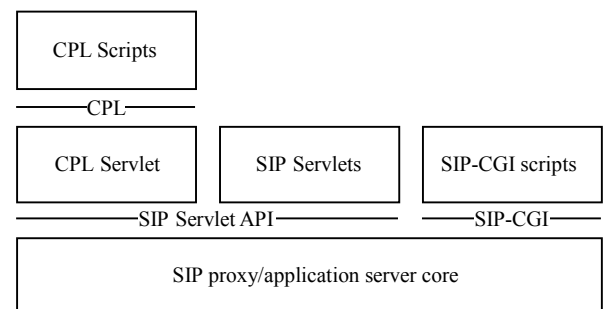 CPL Scripts
CPL
CPL Servlet
SIP Servlets
SIP-CGI scripts
SIP Servlet API
SIP-CGI
SIP proxy/application server core